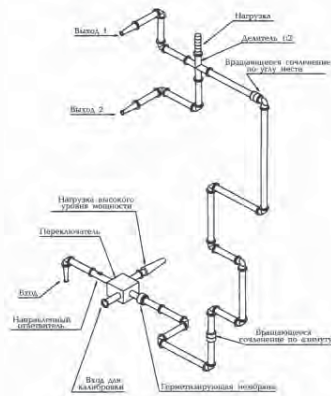 Нагрузка
Выход 1
Делитель 1:2
Вращающееся сочленение
по углу места
Выход 2
Нагрузка высокого
уровня мощности
Переключатель
Вход
Направленный
ответвитель
Вращающееся
сочленение по азимуту
Вход для
калибровки
Герметизирующая мембрана